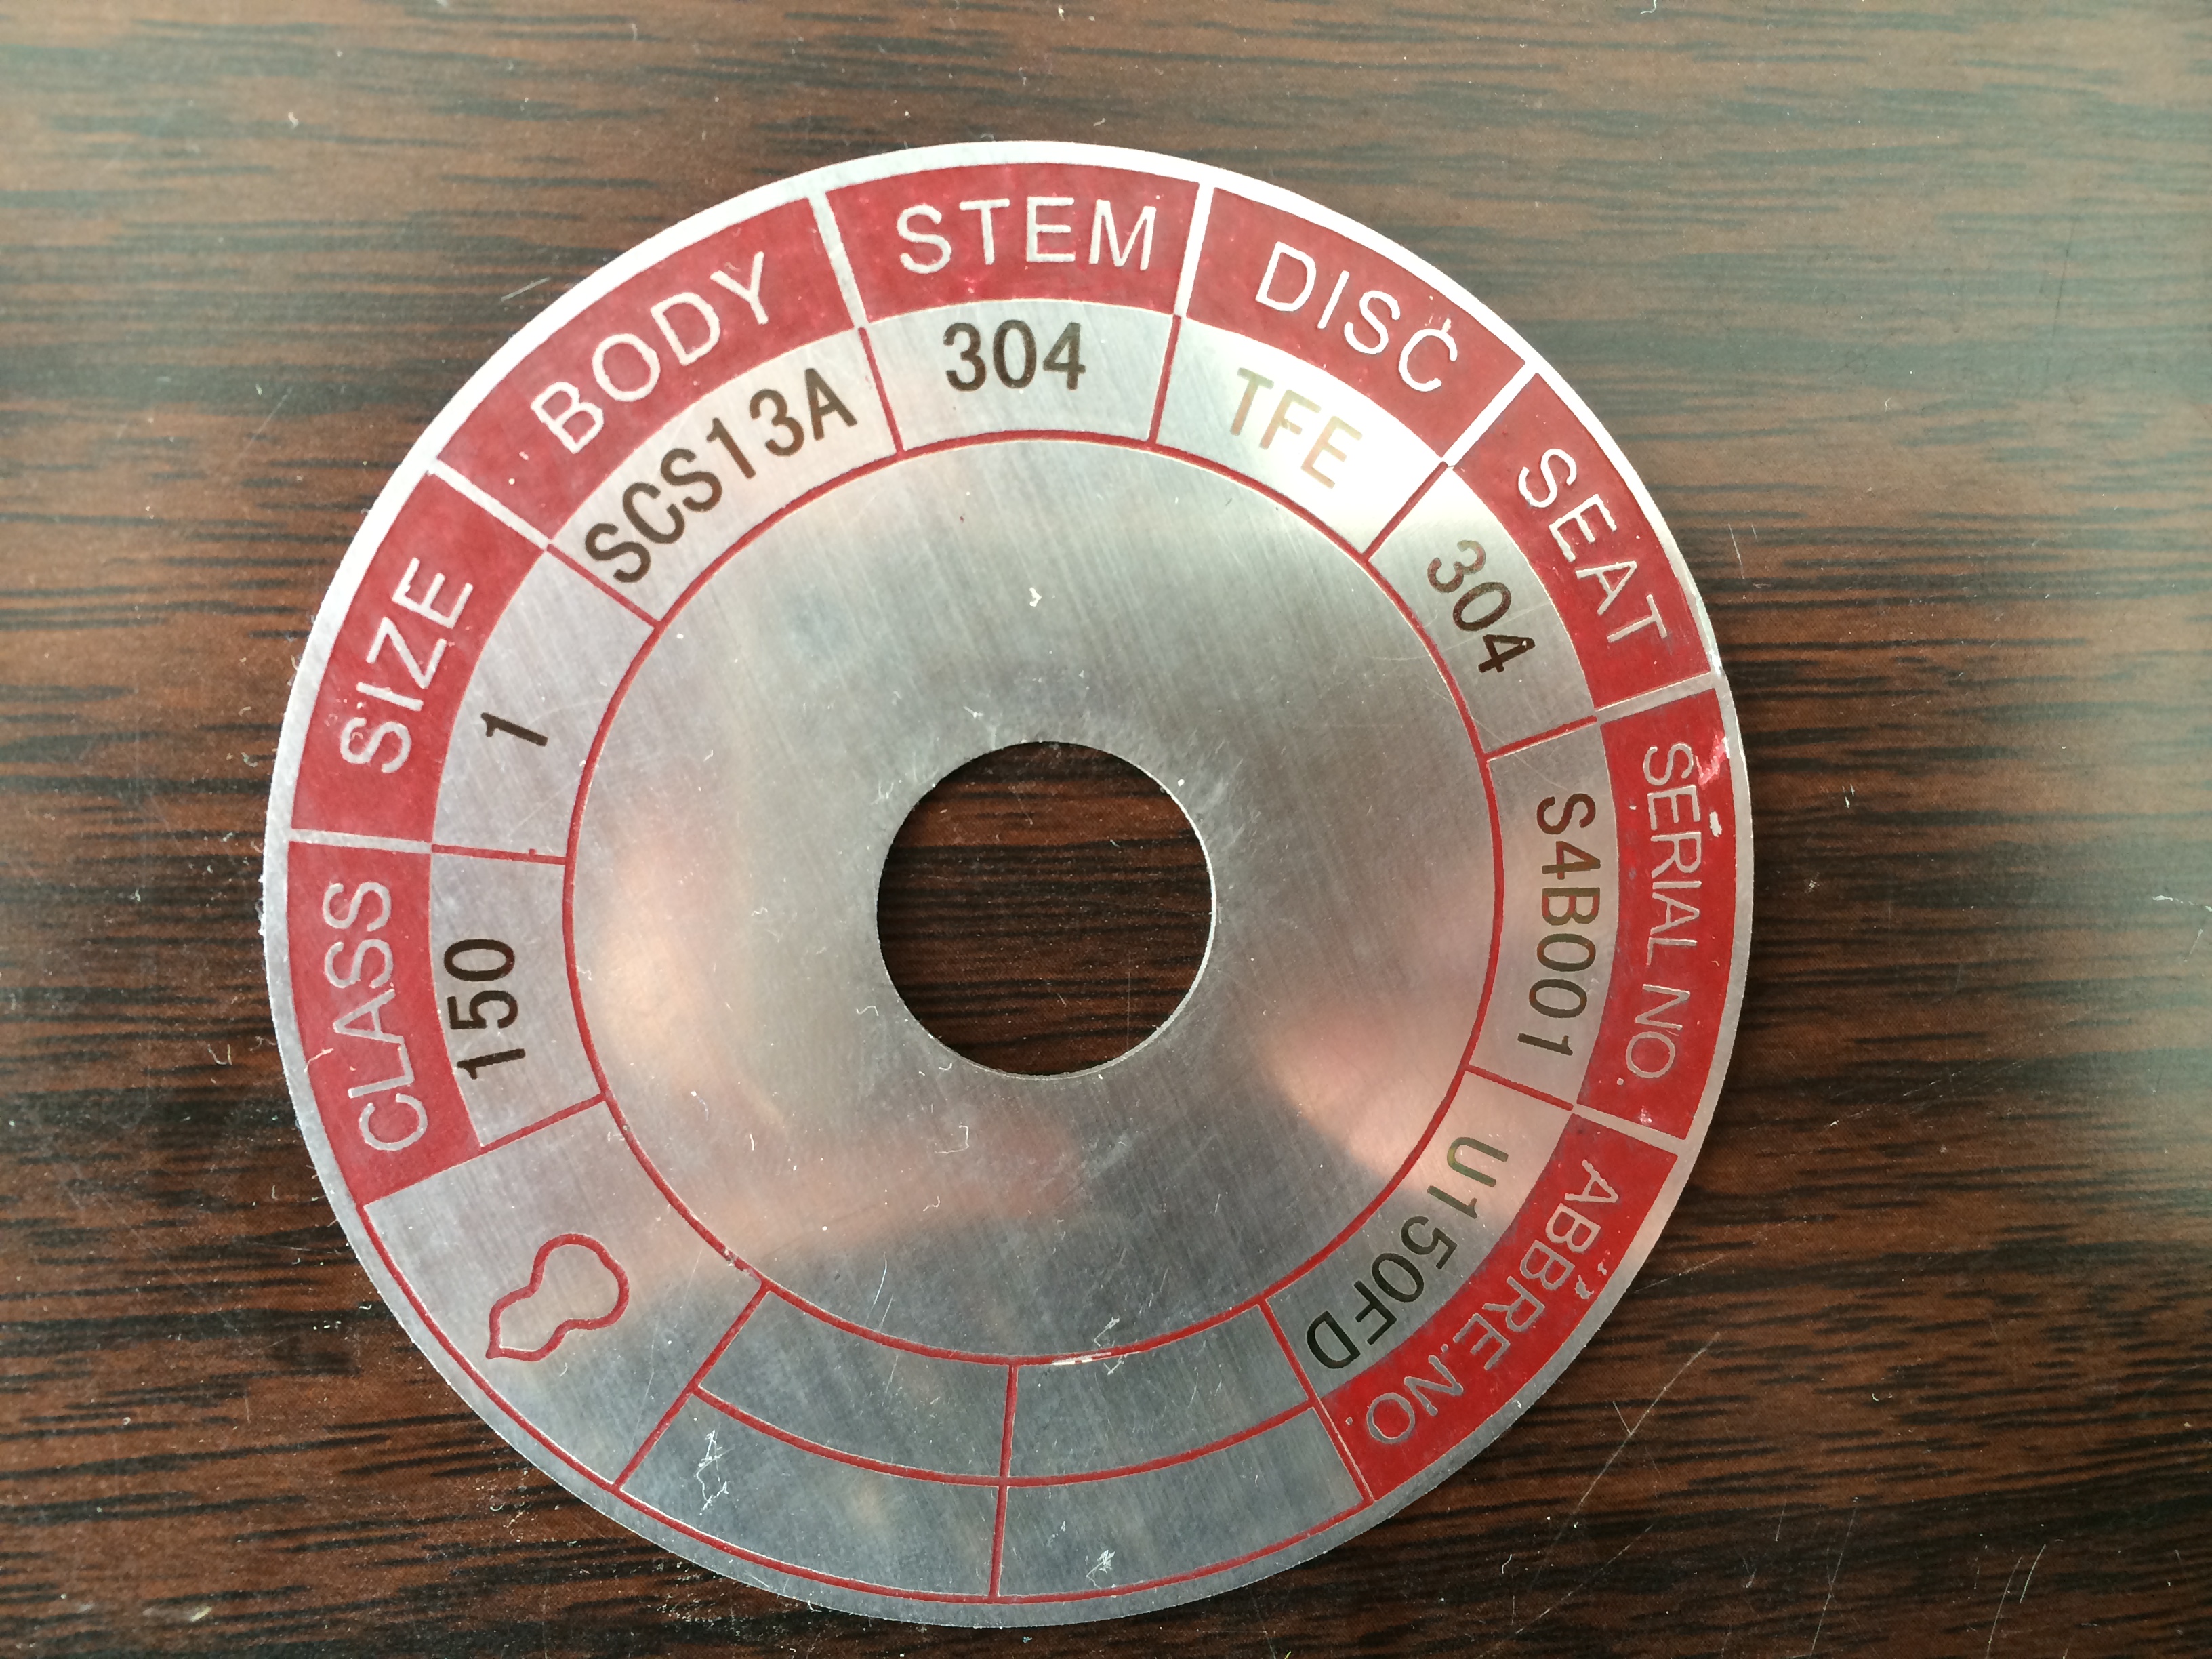 CLASS
150
SIZE
1
BODY
SCS13A
STEM
304
DISC
TFE
SEAT
304
SERIAL NO.
S4B001
ABBRE.NO.
U150FD